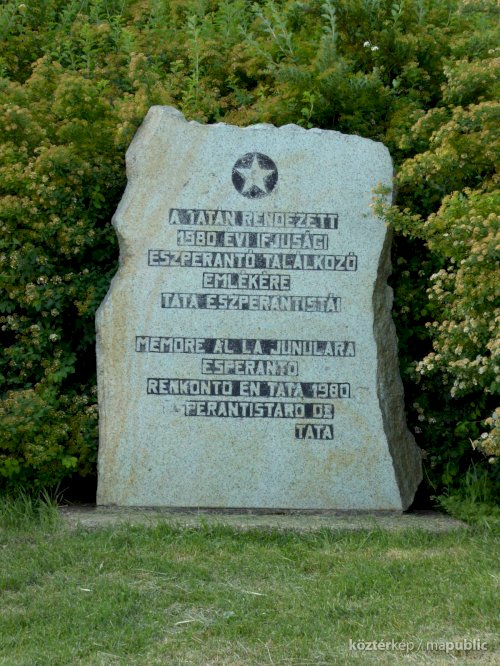 A TATÁN RENDEZETT
1980 ÉVI IFJUSÁGI
ESZPERANTÓ TALÁLKOZÓ
EMLÉKÉRE
TATA ESZPERANTISTÁI
MEMORE AL LA JUNULARA
ESPERANTO
RENKONTO EN TATA 1980
SPERANTISTARO DE
TATA
köztérkép / mapublic